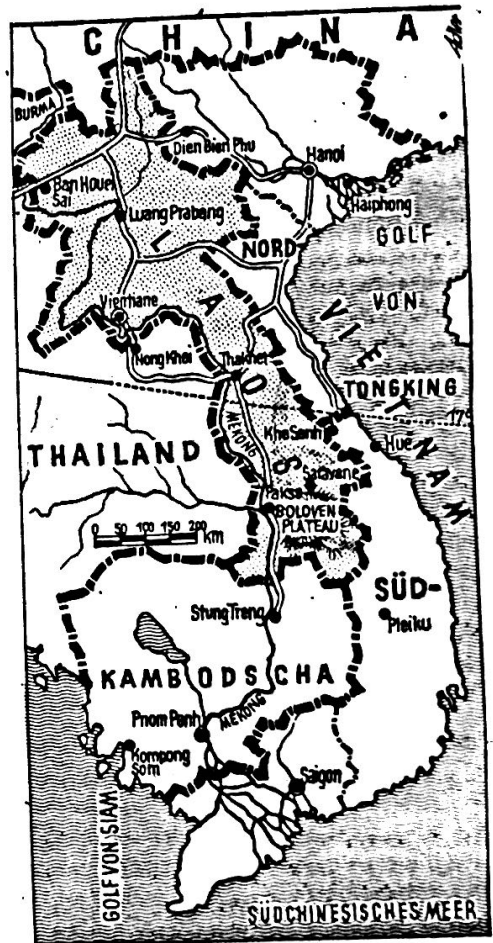 CHINA
BURMA
Dien Bien Phu
Hanoi
Ban Houei
Sai
Haiphong
Luang Prabang
GOLF
NORD
VON
LAOS
VIETNAM
Vientiane
Nong Khei
Thakhet
TONGKING
17°
MEKONG
Khe Sanh
Hue
THAILAND
Saravane
Pakse
BOLOVEN
PLATEAU
0 50 100 150 200
km
SÜD-
Stung Treng
Pleiku
KAMBODSCHA
MEKONG
Pnom Penh
Kompong
Som
Saigon
GOLF VON SIAM
SÜDCHINESISCHES MEER